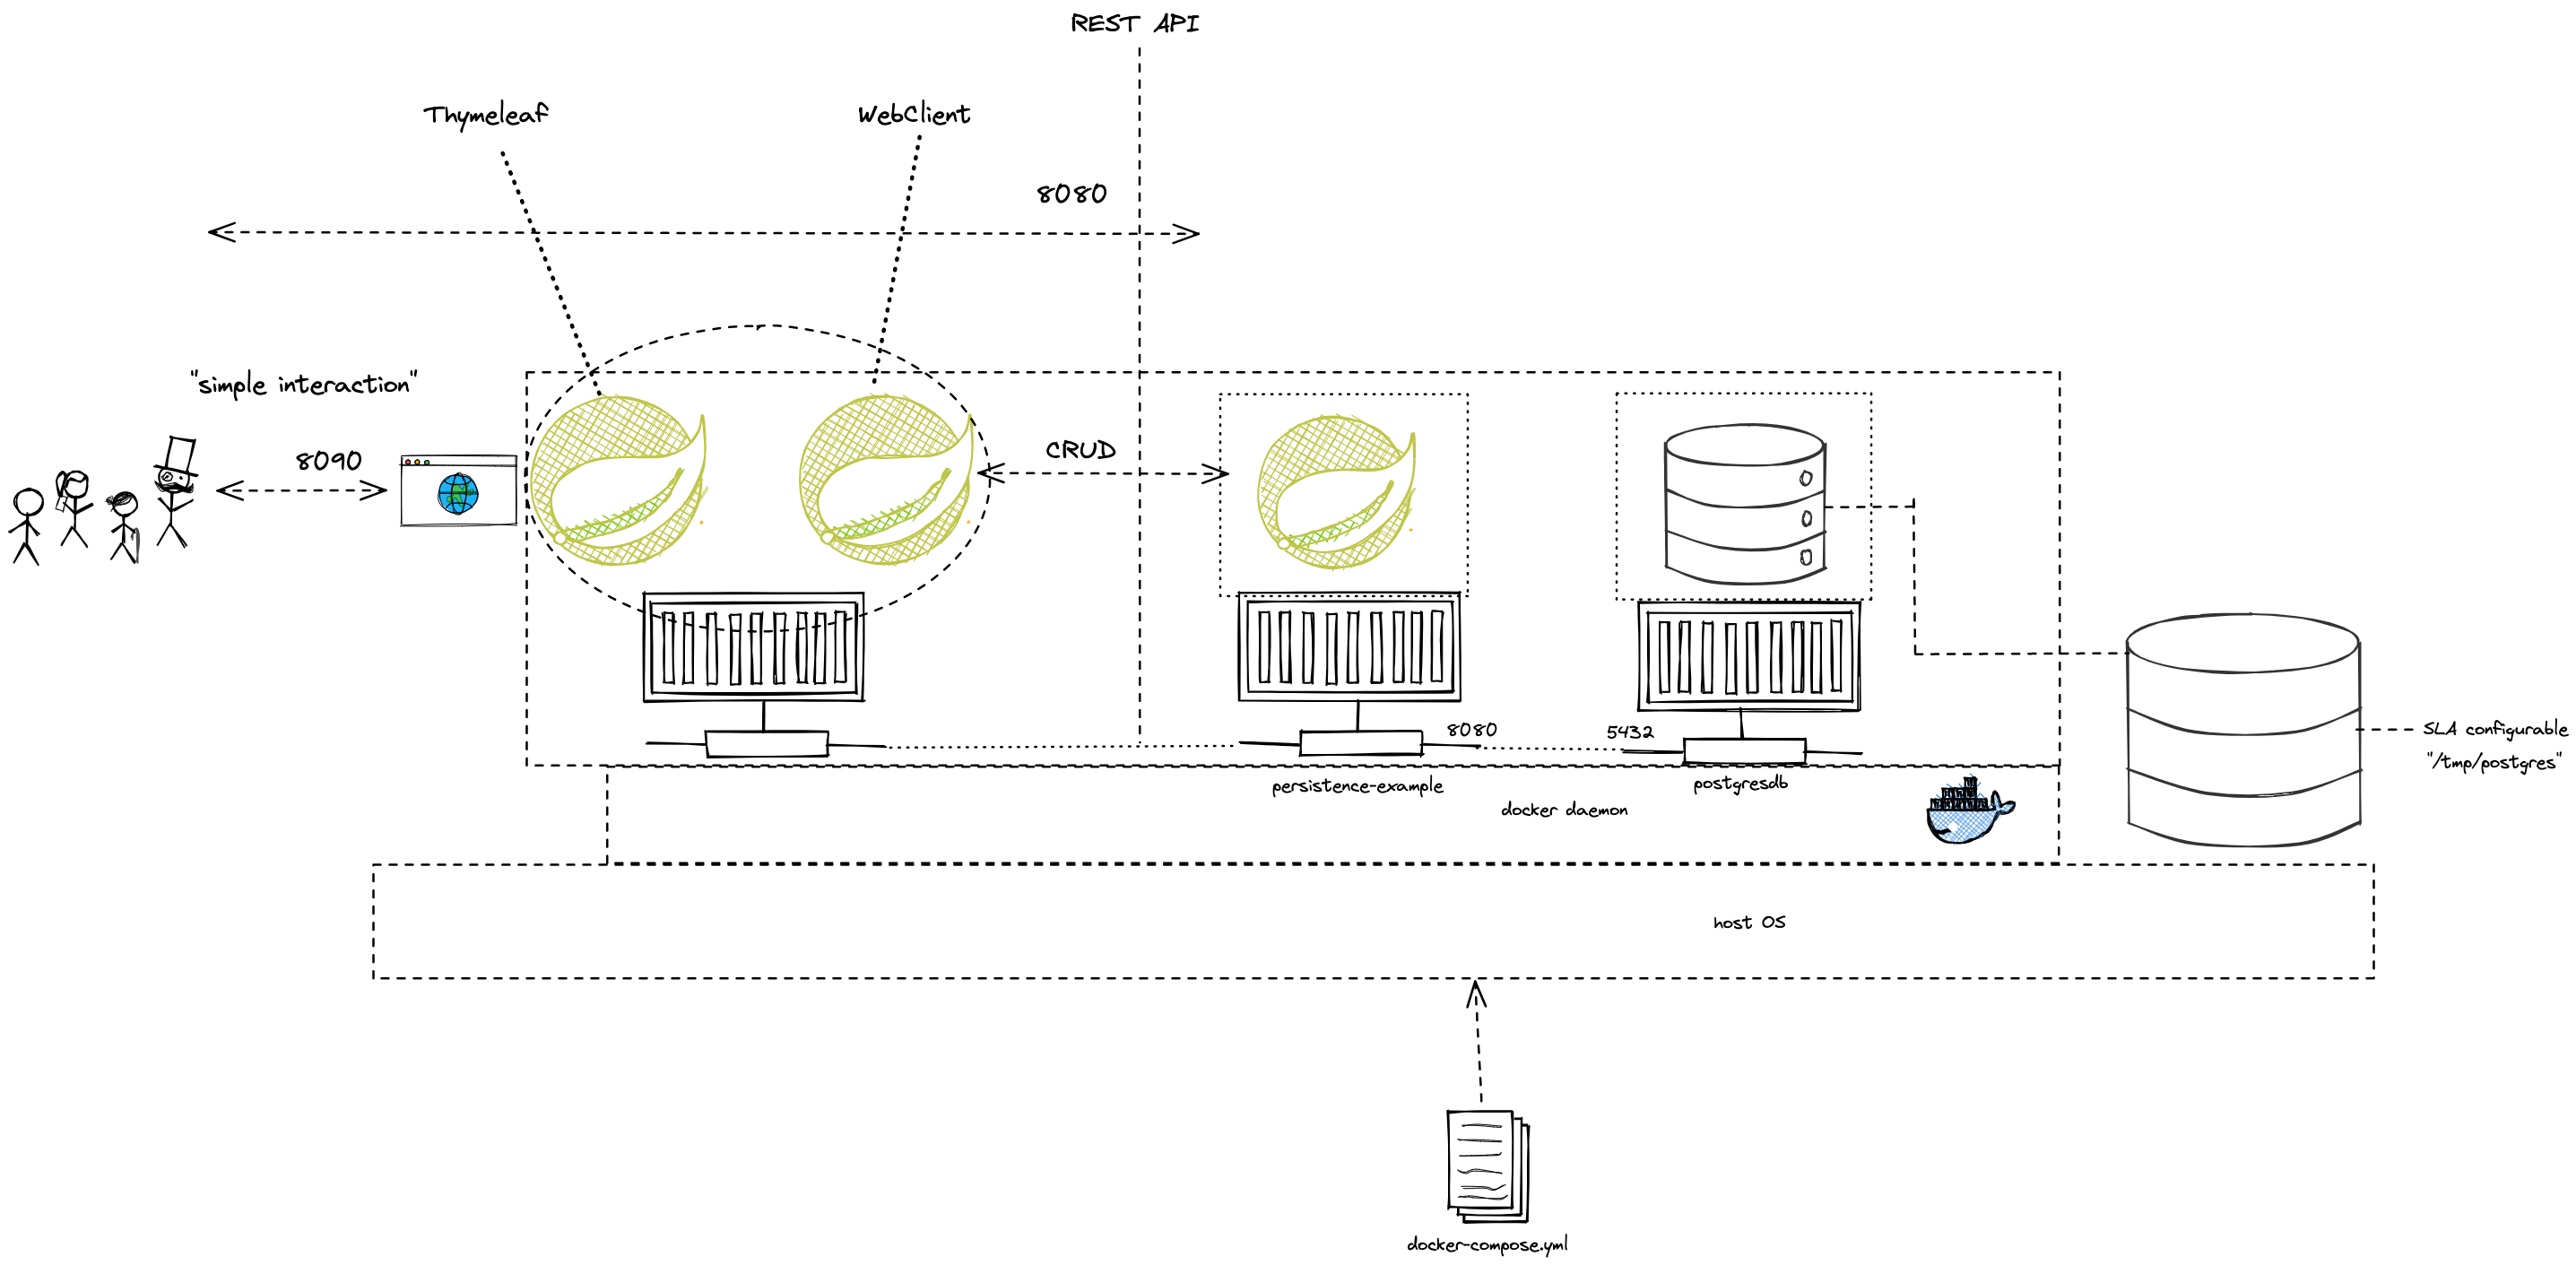 REST API
Thymeleaf
WebClient
8080
"simple interaction"
8090
CRUD
8080
5432
SLA configurable
"/tmp/postgres"
persistence-example
postgresdb
docker daemon
host OS
docker-compose.yml